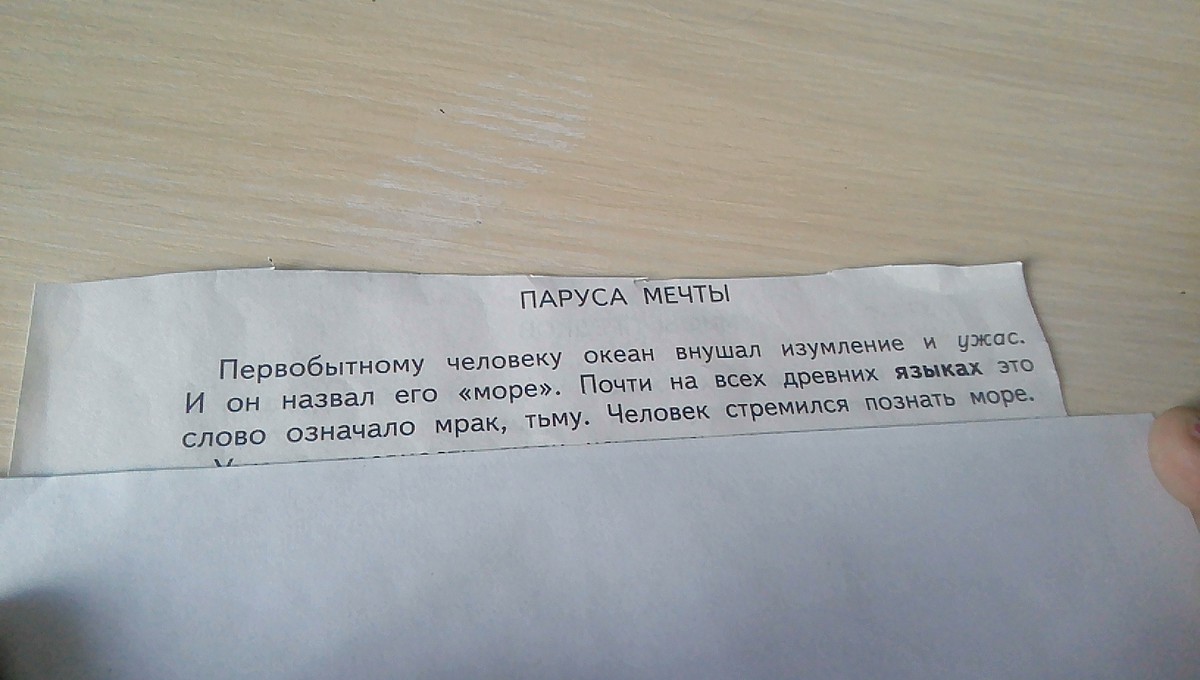 ПАРУСА МЕЧТЫ
Первобытному человеку океан внушал изумление и ужас.
И он назвал его «море». Почти на всех древних языках это
слово означало мрак, тьму. Человек стремился познать море.